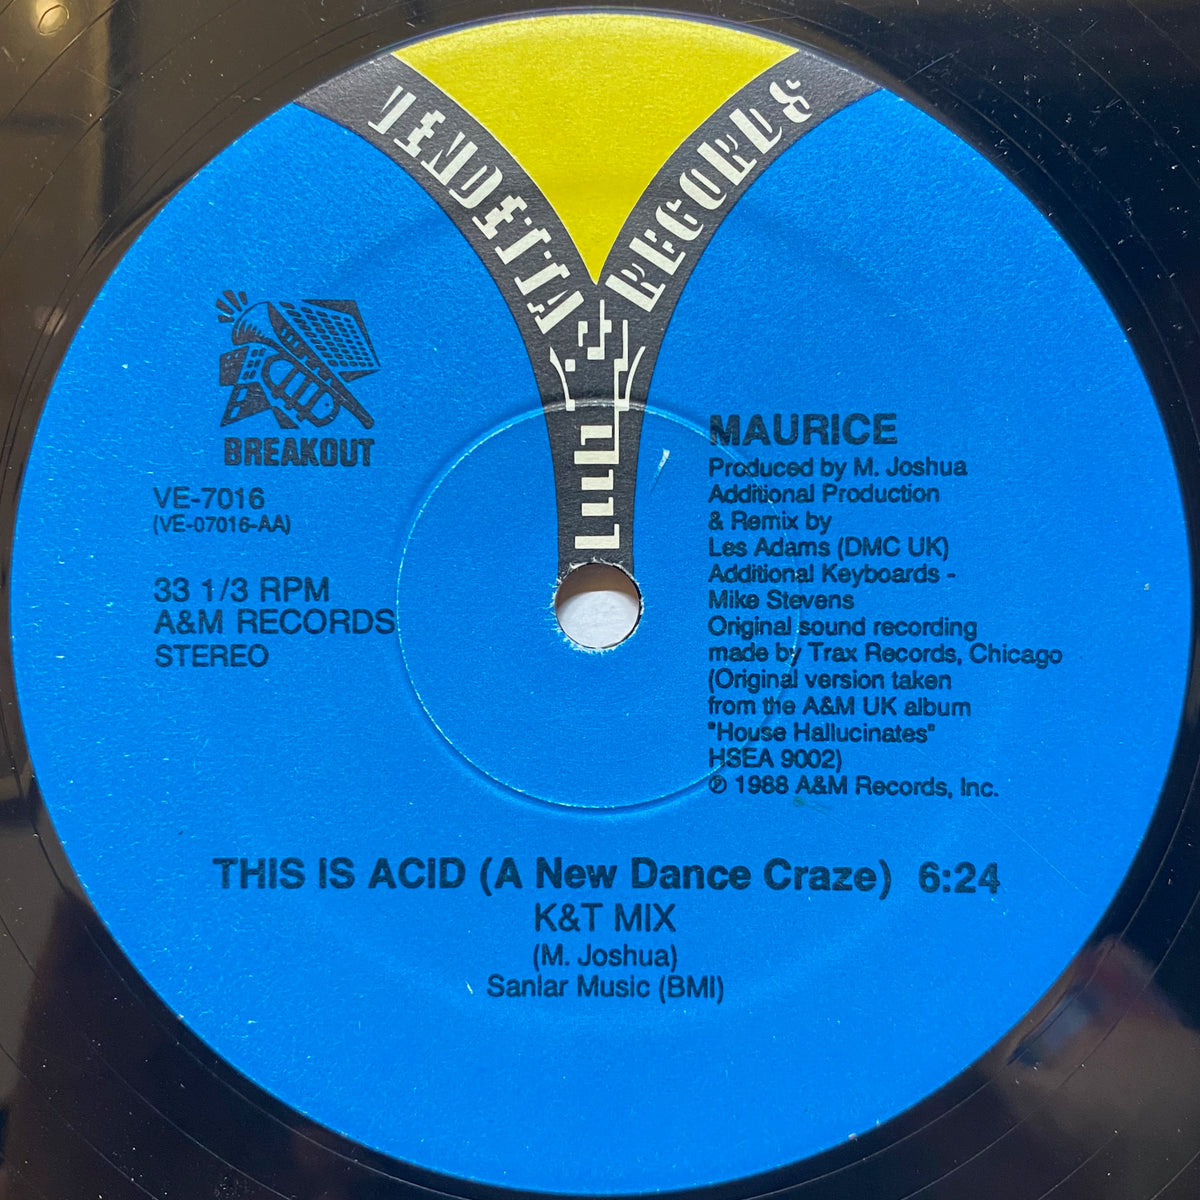 VENDETTA RECORDS
BREAKOUT
VE-7016
(VE-07016-AA)
33 1/3 RPM
A&M RECORDS
STEREO
MAURICE
Produced by M. Joshua
Additional Production
& Remix by
Les Adams (DMC UK)
Additional Keyboards -
Mike Stevens
Original sound recording
made by Trax Records, Chicago
(Original version taken
from the A&M UK album
"House Hallucinates"
HSEA 9002)
℗ 1988 A&M Records, Inc.
THIS IS ACID (A New Dance Craze) 6:24
K&T MIX
(M. Joshua)
Sanlar Music (BMI)